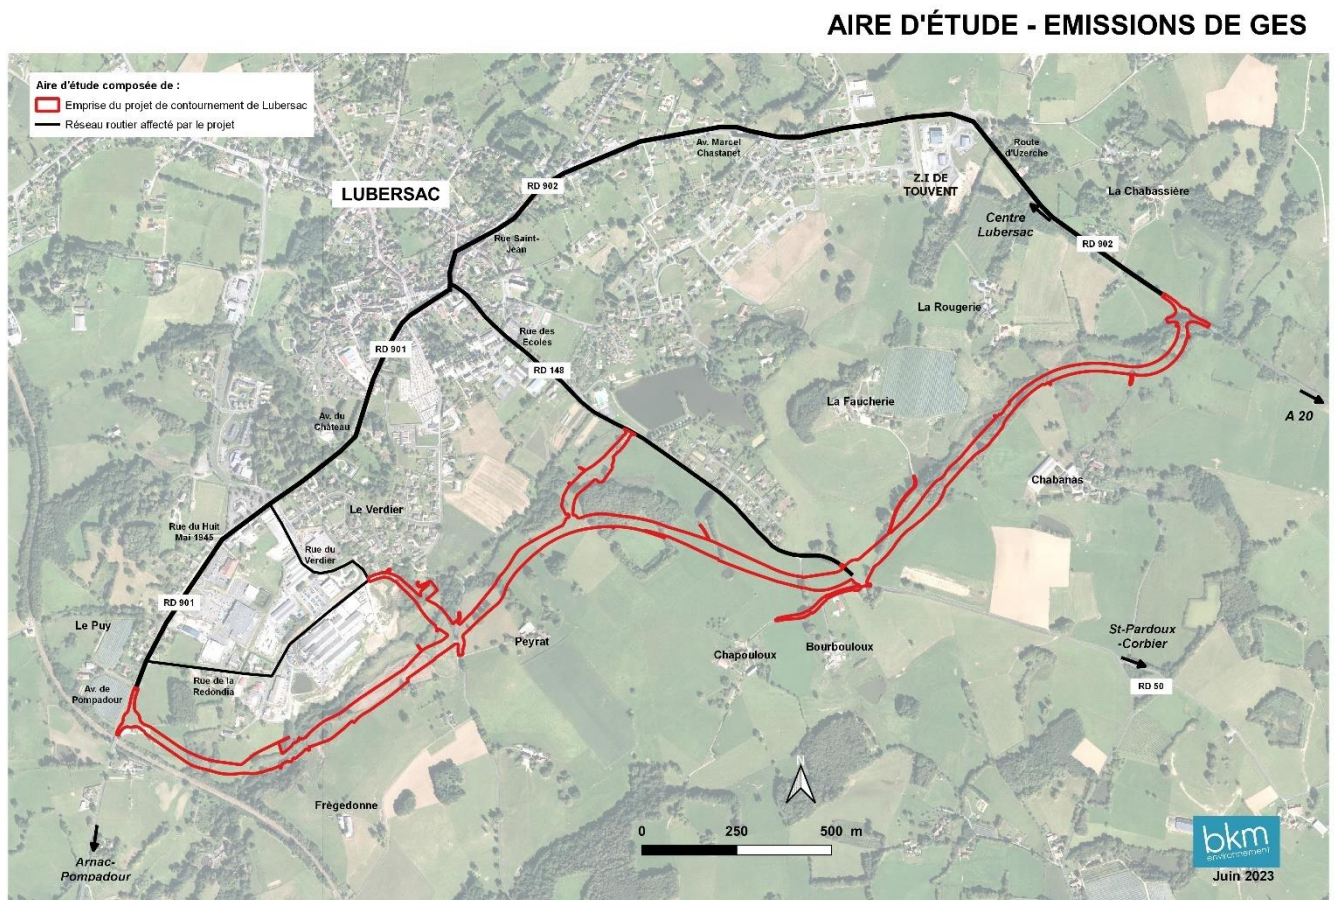 AIRE D'ÉTUDE - EMISSIONS DE GES
Aire d'étude composée de :
Emprise du projet de contournement de Lubersac
Réseau routier affecté par le projet
Av. Marcel
Chastanet
Route
d'Uzerche
RD 902
LUBERSAC
Z.I DE
TOUVENT
La Chabassière
Centre
Lubersac
Rue Saint-
Jean
RD 902
La Rougerie
Rue des
Ecoles
RD 901
RD 148
La Faucherie
A 20
Av. du
Château
Chabanas
Le Verdier
Rue du Huit
Mai 1945
Rue du
Verdier
RD 901
Le Puy
Peyrat
St-Pardoux
-Corbier
Bourbouloux
Chapouloux
Rue de la
Redondia
Av. de
Pompadour
RD 50
N
Frègedonne
0 250 500 m
Arnac-
Pompadour
bkm
environnement
Juin 2023